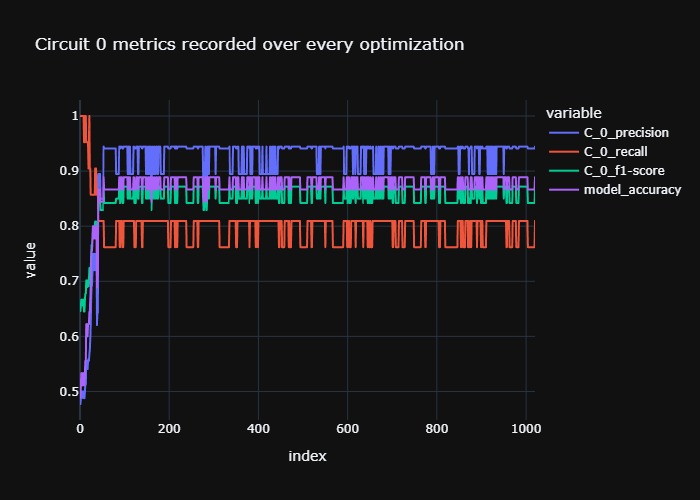 Circuit 0 metrics recorded over every optimization
variable
C_0_precision
C_0_recall
C_0_f1-score
model_accuracy
value
1
0.9
0.8
0.7
0.6
0.5
0 200 400 600 800 1000
index